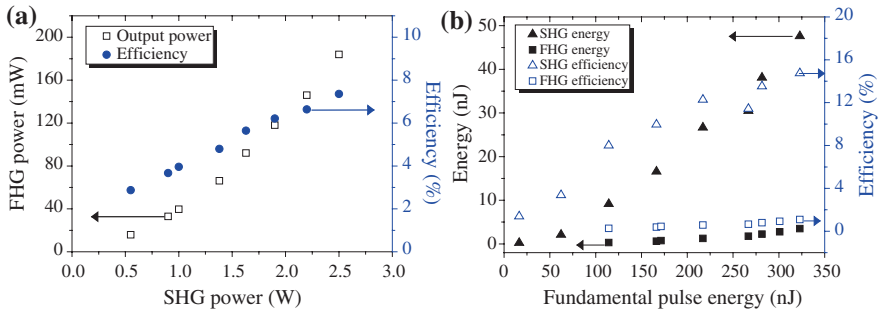 (a)
200
160
120
80
40
0
FHG power (mW)
Output power
Efficiency
10
8
6
4
2
0
Efficiency (%)
0.0 0.5 1.0 1.5 2.0 2.5 3.0
SHG power (W)
(b)
50
40
30
20
10
0
Energy (nJ)
SHG energy
FHG energy
SHG efficiency
FHG efficiency
20
16
12
8
4
0
Efficiency (%)
0 50 100 150 200 250 300 350
Fundamental pulse energy (nJ)